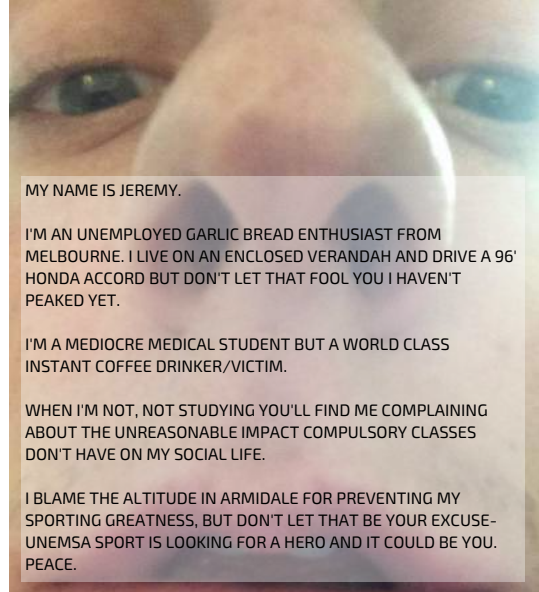 MY NAME IS JEREMY.
I'M AN UNEMPLOYED GARLIC BREAD ENTHUSIAST FROM
MELBOURNE. I LIVE ON AN ENCLOSED VERANDAH AND DRIVE A 96'
HONDA ACCORD BUT DON'T LET THAT FOOL YOU I HAVEN'T
PEAKED YET.
I'M A MEDIOCRE MEDICAL STUDENT BUT A WORLD CLASS
INSTANT COFFEE DRINKER/VICTIM.
WHEN I'M NOT, NOT STUDYING YOU'LL FIND ME COMPLAINING
ABOUT THE UNREASONABLE IMPACT COMPULSORY CLASSES
DON'T HAVE ON MY SOCIAL LIFE.
I BLAME THE ALTITUDE IN ARMIDALE FOR PREVENTING MY
SPORTING GREATNESS, BUT DON'T LET THAT BE YOUR EXCUSE-
UNEMSA SPORT IS LOOKING FOR A HERO AND IT COULD BE YOU.
PEACE.